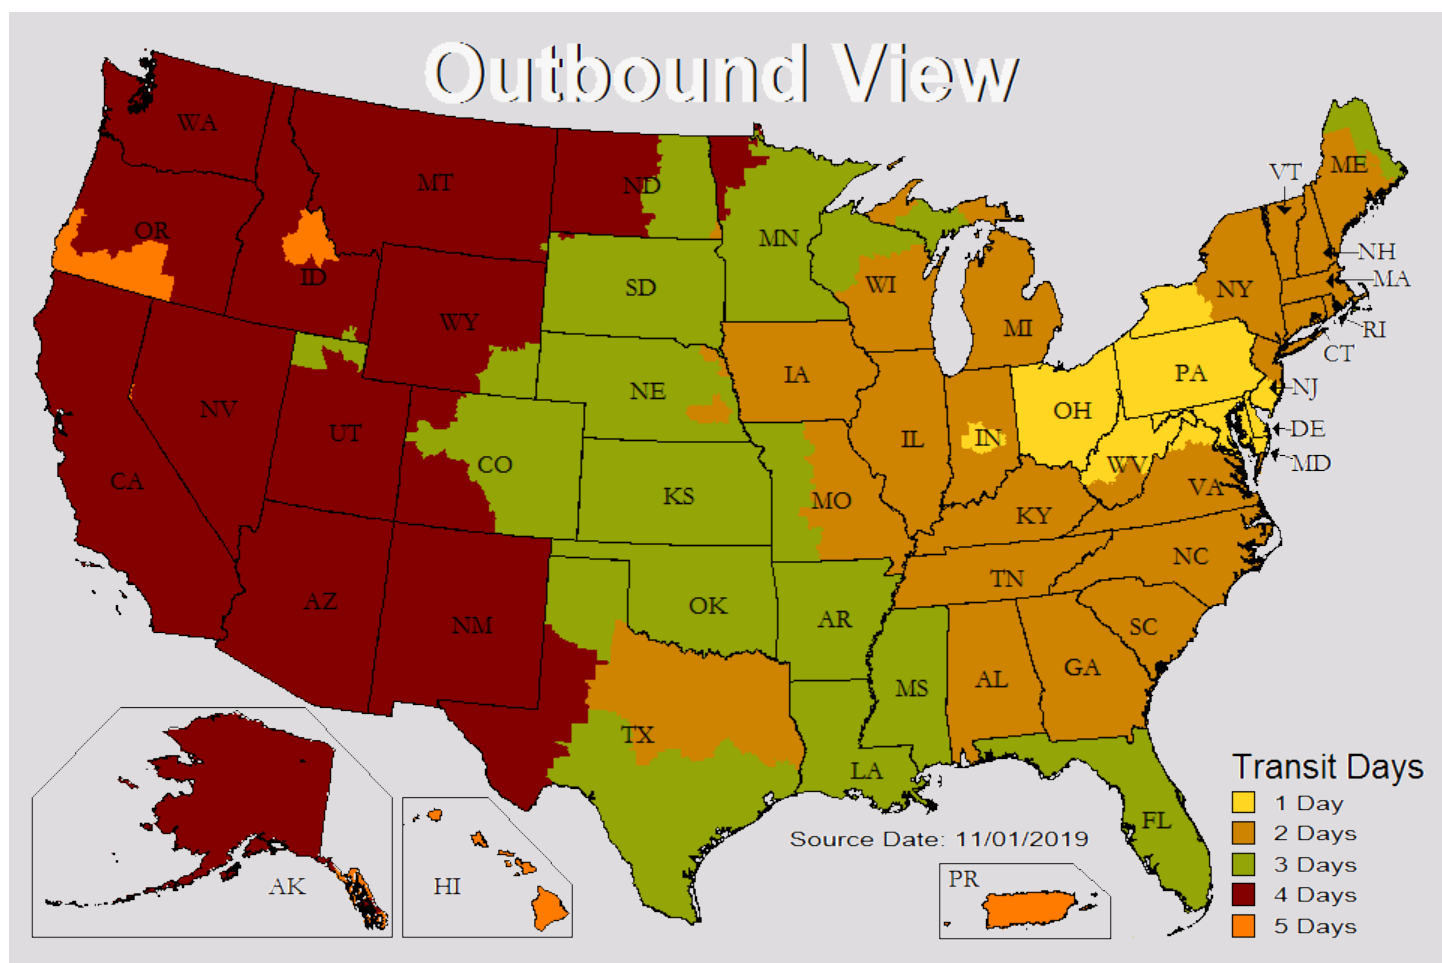 Outbound View
WA
MT
ND
VT
ME
OR
MN
NH
ID
SD
WI
NY
MA
WY
MI
RI
CT
IA
PA
NE
NJ
NV
OH
UT
IL
IN
DE
CO
WV
MD
CA
KS
MO
VA
KY
NC
AZ
TN
OK
NM
AR
SC
GA
MS
AL
TX
LA
FL
Transit Days
1 Day
2 Days
3 Days
4 Days
5 Days
Source Date: 11/01/2019
AK
HI
PR